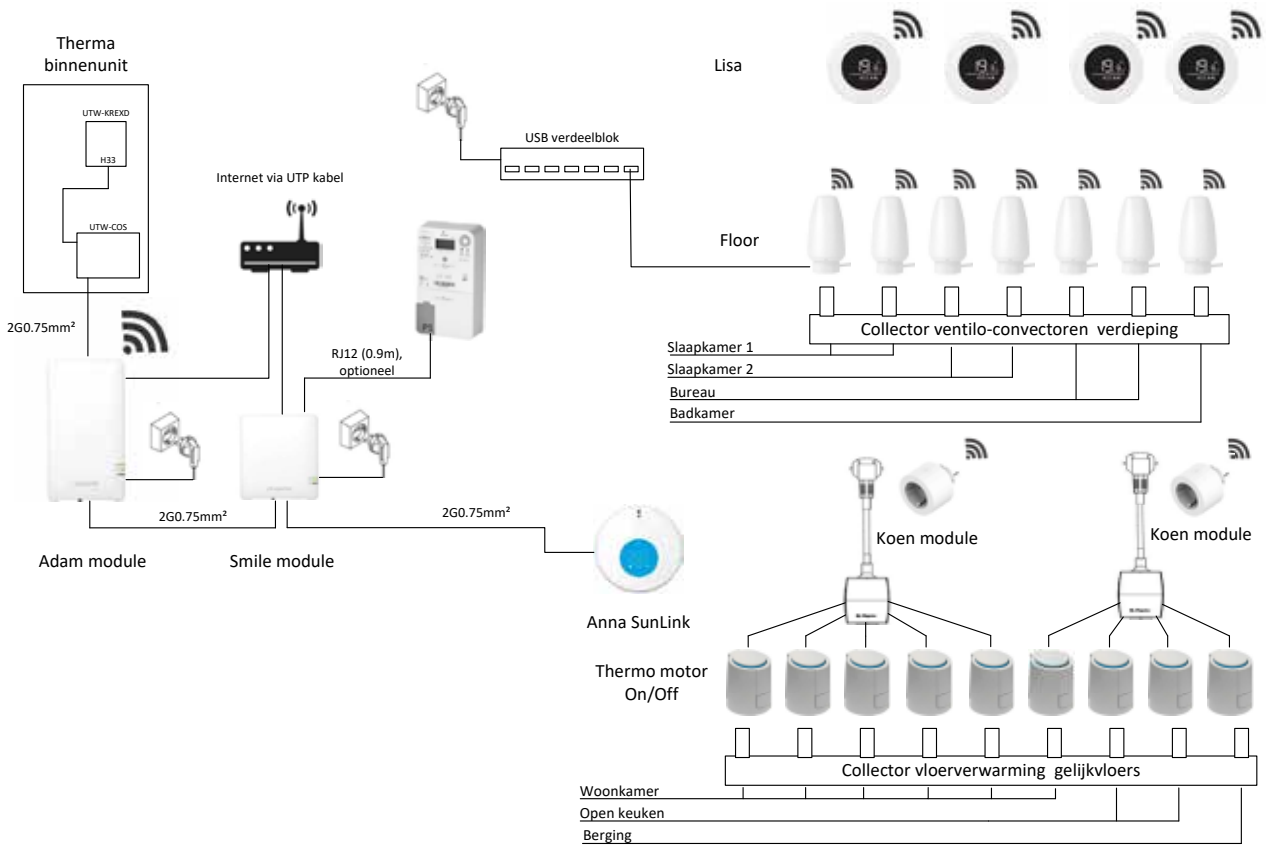 Therma
binnenunit
UTW-KREXD
H33
UTW-COS
2G0.75mm²
Internet via UTP kabel
RJ12 (0.9m),
optioneel
2G0.75mm²
2G0.75mm²
Adam module
Smile module
Anna SunLink
USB verdeelblok
Lisa
Floor
Collector ventilo-convectoren verdieping
Slaapkamer 1
Slaapkamer 2
Bureau
Badkamer
Koen module
Koen module
Thermo motor
On/Off
Collector vloerverwarming gelijkvloers
Woonkamer
Open keuken
Berging